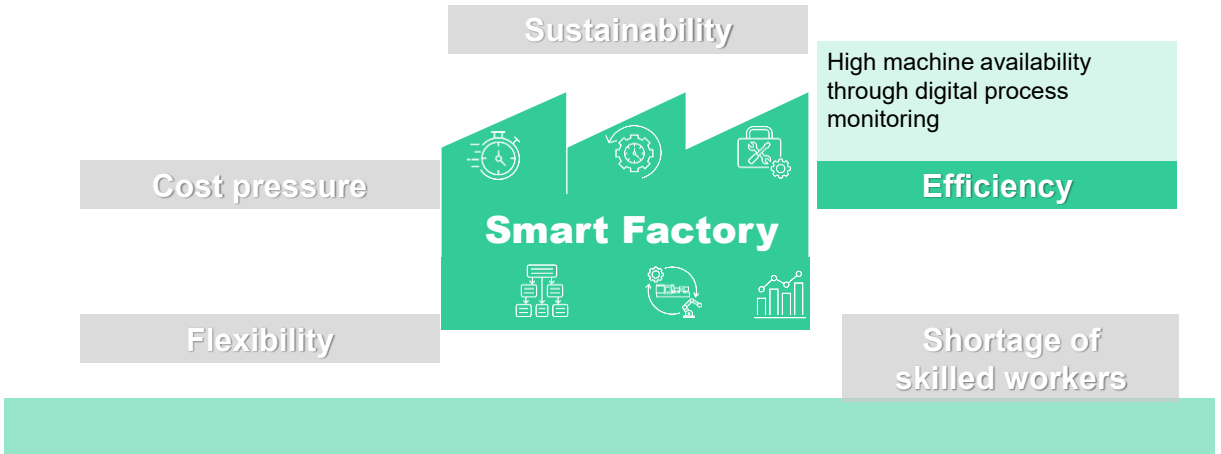 Sustainability
High machine availability
through digital process
monitoring
Cost pressure
Efficiency
Smart Factory
Flexibility
Shortage of
skilled workers